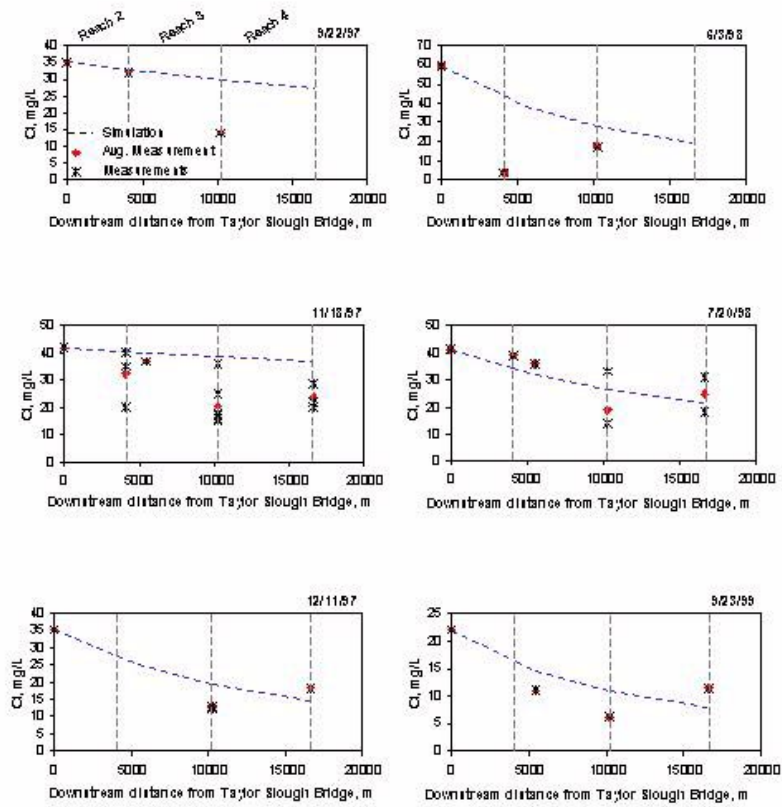 Reach 2 Reach 3 Reach 4
9/22/97
Cl, mg/L
40
35
30
25
20
15
10
5
0
Simulation
Avg. Measurement
Measurements
0 5000 10000 15000 20000
Downstream distance from Taylor Slough Bridge, m
6/3/98
Cl, mg/L
70
60
50
40
30
20
10
0
0 5000 10000 15000 20000
Downstream distance from Taylor Slough Bridge, m
11/18/97
Cl, mg/L
50
40
30
20
10
0
0 5000 10000 15000 20000
Downstream distance from Taylor Slough Bridge, m
7/20/98
Cl, mg/L
50
40
30
20
10
0
0 5000 10000 15000 20000
Downstream distance from Taylor Slough Bridge, m
12/11/97
Cl, mg/L
40
35
30
25
20
15
10
5
0
0 5000 10000 15000 20000
Downstream distance from Taylor Slough Bridge, m
9/23/99
Cl, mg/L
25
20
15
10
5
0
0 5000 10000 15000 20000
Downstream distance from Taylor Slough Bridge, m